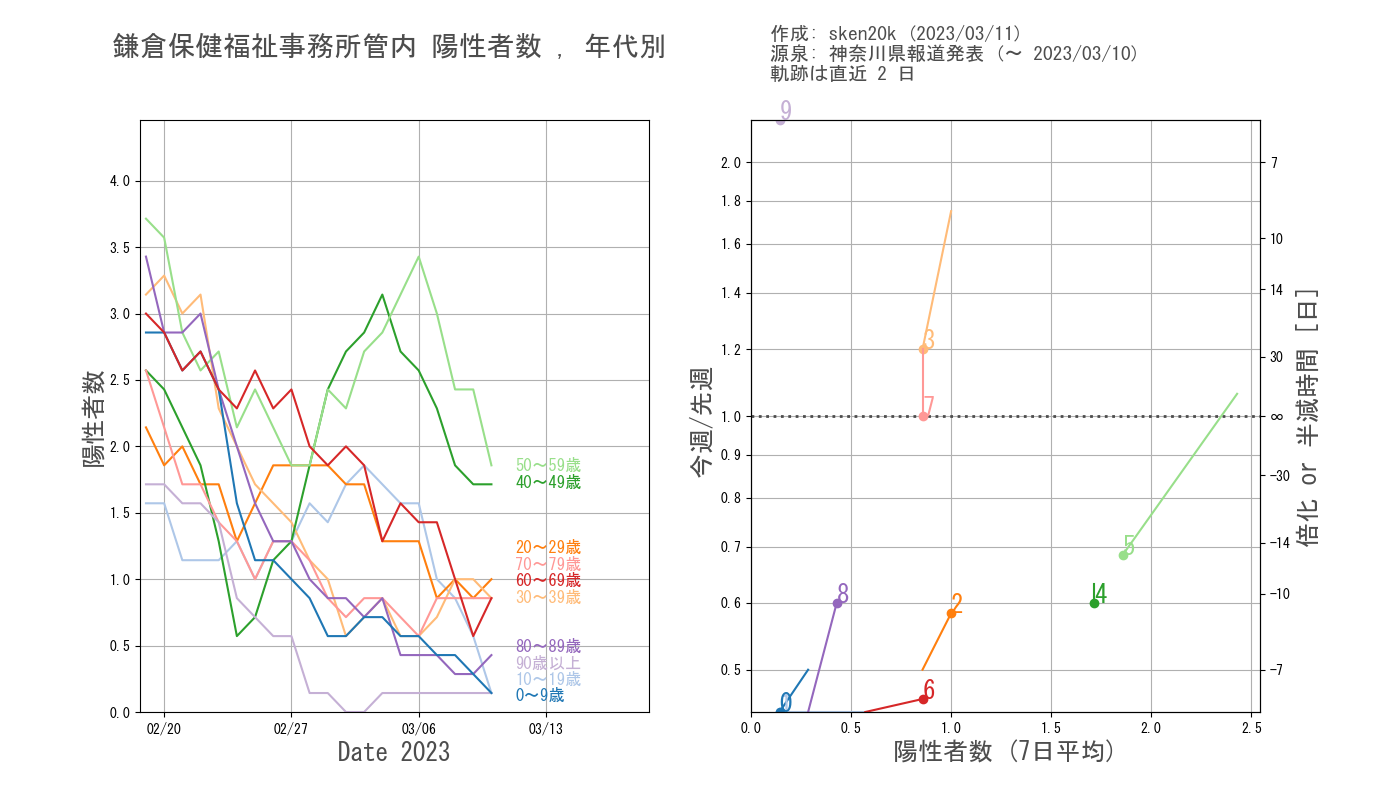 鎌倉保健福祉事務所管内 陽性者数 , 年代別
作成: sken20k (2023/03/11)
源泉: 神奈川県報道発表 (〜 2023/03/10)
軌跡は直近 2 日
陽性者数
4.0
3.5
3.0
2.5
2.0
1.5
1.0
0.5
0.0
02/20
02/27
03/06
03/13
Date 2023
50〜59歳
40〜49歳
20〜29歳
70〜79歳
60〜69歳
30〜39歳
80〜89歳
90歳以上
10〜19歳
0〜9歳
今週/先週
2.0
1.8
1.6
1.4
1.2
1.0
0.9
0.8
0.7
0.6
0.5
9
3
7
5
8
4
2
6
0
0.0
0.5
1.0
1.5
2.0
2.5
陽性者数 (7日平均)
7
10
14
30
∞
−30
−14
−10
−7
倍化 or 半減時間 [日]